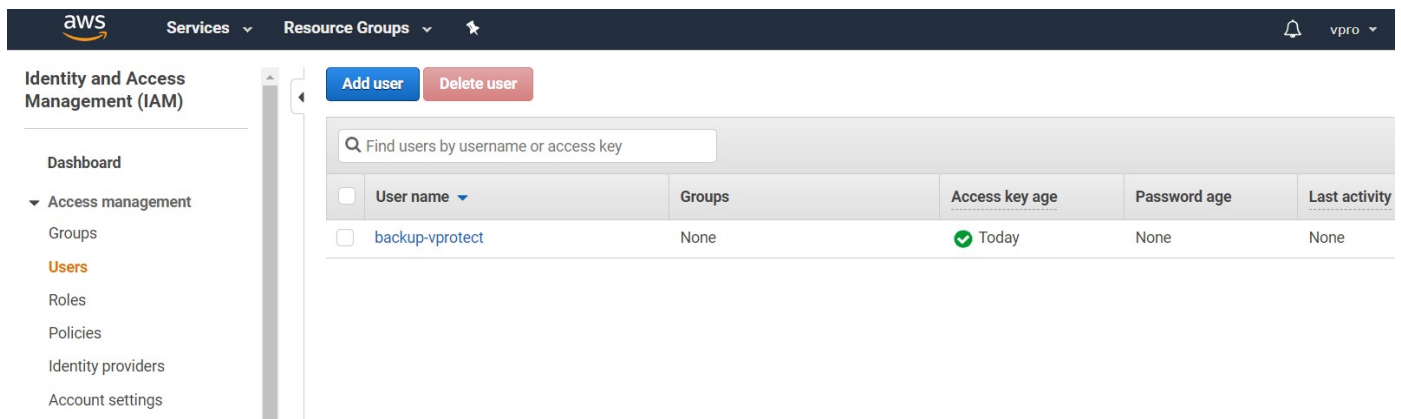 aws Services Resource Groups vpro
Identity and Access
Management (IAM)
Dashboard
Access management
Groups
Users
Roles
Policies
Identity providers
Account settings
Add user Delete user
Find users by username or access key
User name Groups Access key age Password age Last activity
backup-vprotect None Today None None